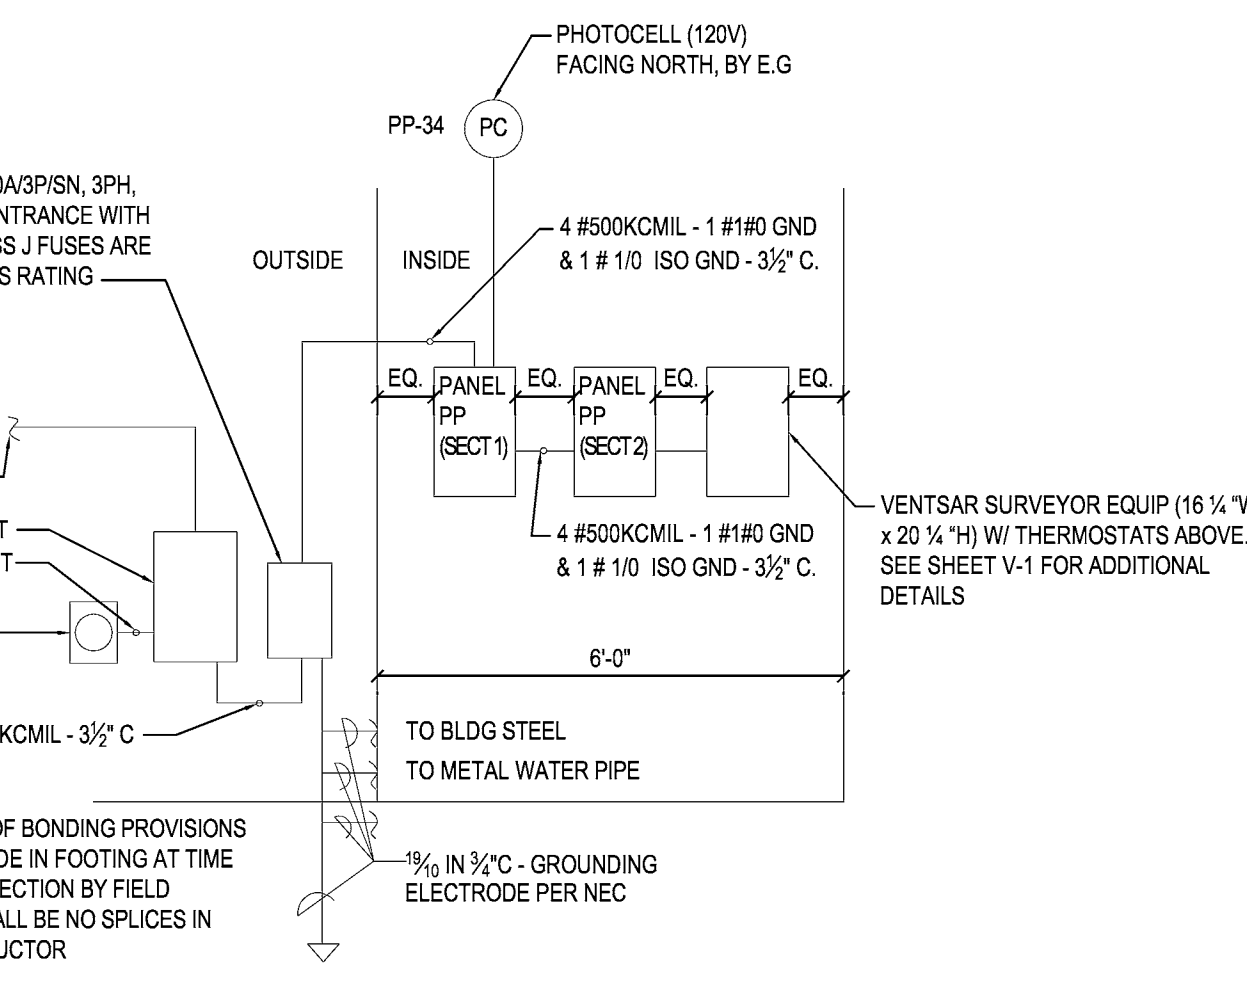 PHOTOCELL (120V)
FACING NORTH, BY E.G
PP-34
PC
0A/3P/SN, 3PH,
NTRANCE WITH
SS J FUSES ARE
S RATING
OUTSIDE
INSIDE
4 #500KCMIL - 1 #1#0 GND
& 1 # 1/0 ISO GND - 3½" C.
EQ.
EQ.
EQ.
EQ.
PANEL
PP
(SECT 1)
PANEL
PP
(SECT 2)
4 #500KCMIL - 1 #1#0 GND
& 1 # 1/0 ISO GND - 3½" C.
VENTSAR SURVEYOR EQUIP (16 ¼ “W
x 20 ¼ “H) W/ THERMOSTATS ABOVE.
SEE SHEET V-1 FOR ADDITIONAL
DETAILS
T
T
6'-0"
KCMIL - 3½" C
TO BLDG STEEL
TO METAL WATER PIPE
OF BONDING PROVISIONS
DE IN FOOTING AT TIME
ECTION BY FIELD
ALL BE NO SPLICES IN
UCTOR
19/10 IN ¾"C - GROUNDING
ELECTRODE PER NEC